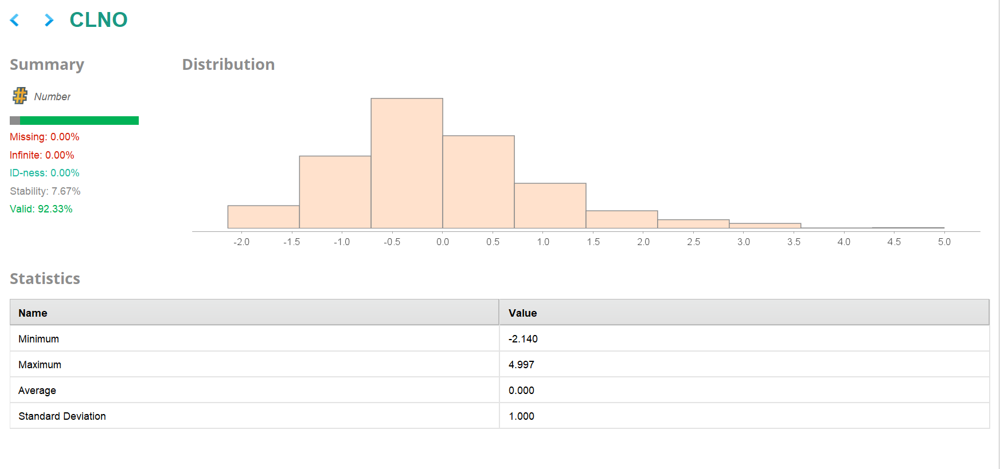 CLNO
Summary
Distribution
Number
Missing: 0.00%
Infinite: 0.00%
ID-ness: 0.00%
Stability: 7.67%
Valid: 92.33%
-2.0 -1.5 -1.0 -0.5 0.0 0.5 1.0 1.5 2.0 2.5 3.0 3.5 4.0 4.5 5.0
Statistics
Name Value
Minimum -2.140
Maximum 4.997
Average 0.000
Standard Deviation 1.000